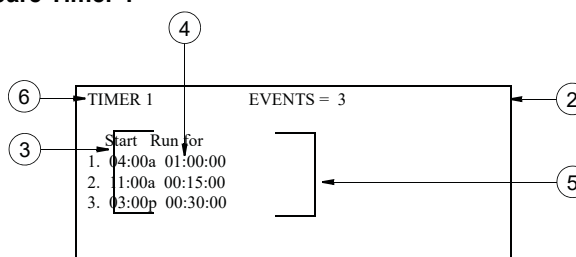 Timer 1
4
6 TIMER 1 EVENTS = 3 2
3 Start Run for
1. 04:00a 01:00:00
2. 11:00a 00:15:00 5
3. 03:00p 00:30:00